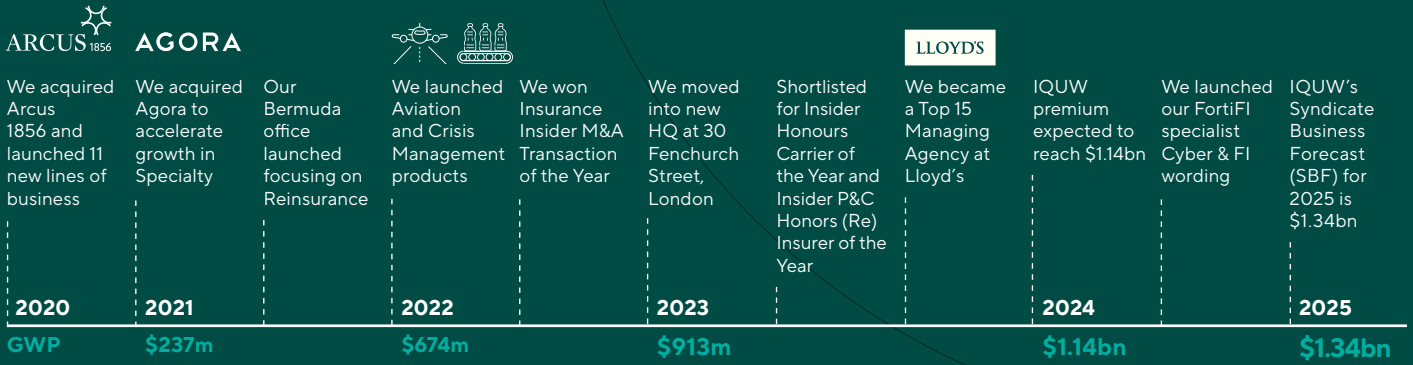 ARCUS 1856
AGORA
LLOYD'S
We acquired
Arcus
1856 and
launched 11
new lines of
business
We acquired
Agora to
accelerate
growth in
Specialty
Our
Bermuda
office
launched
focusing on
Reinsurance
We launched
Aviation
and Crisis
Management
products
We won
Insurance
Insider M&A
Transaction
of the Year
We moved
into new
HQ at 30
Fenchurch
Street,
London
Shortlisted
for Insider
Honours
Carrier of
the Year and
Insider P&C
Honors (Re)
Insurer of the
Year
We became
a Top 15
Managing
Agency at
Lloyd's
IQUW
premium
expected to
reach $1.14bn
We launched
our FortiFI
specialist
Cyber & FI
wording
IQUW's
Syndicate
Business
Forecast
(SBF) for
2025 is
$1.34bn
2020
2021
2022
2023
2024
2025
GWP
$237m
$674m
$913m
$1.14bn
$1.34bn